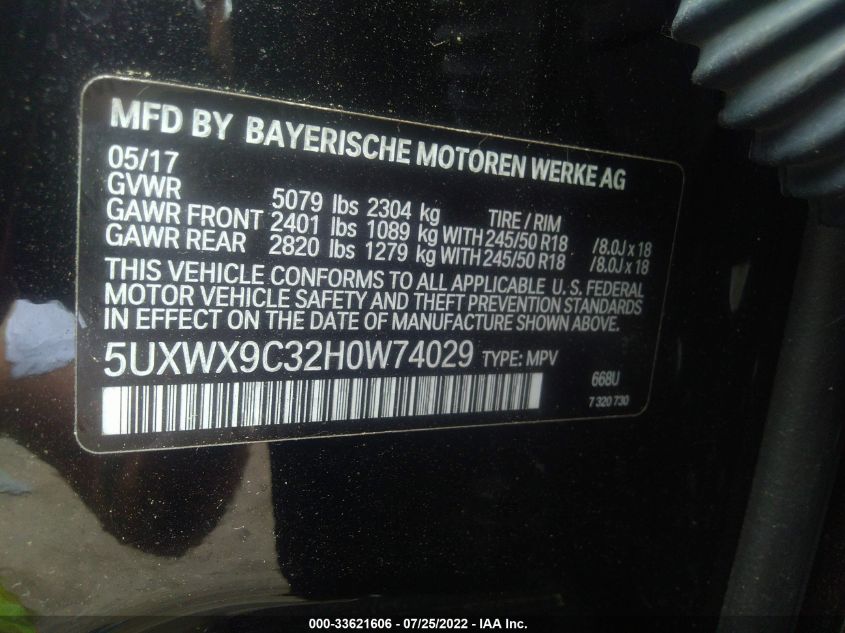 MFD BY BAYERISCHE MOTOREN WERKE AG
05/17
GVWR 5079 lbs 2304 kg TIRE / RIM
GAWR FRONT 2401 lbs 1089 kg WITH 245/50 R18 /8.0J x 18
GAWR REAR 2820 lbs 1279 kg WITH 245/50 R18 /8.0J x 18
THIS VEHICLE CONFORMS TO ALL APPLICABLE U.S. FEDERAL
MOTOR VEHICLE SAFETY AND THEFT PREVENTION STANDARDS
IN EFFECT ON THE DATE OF MANUFACTURE SHOWN ABOVE.
5UXWX9C32H0W74029 TYPE: MPV
668U
7 320 730
000-33621606 - 07/25/2022 - IAA Inc.